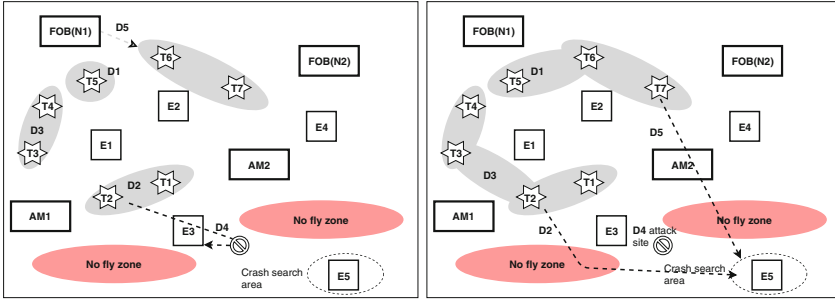 FOB(N1)
D5
T6
FOB(N2)
D1
T5
T7
T4
E2
D3
E4
E1
T3
AM2
D2
T1
T2
AM1
D4
No fly zone
E3
No fly zone
Crash search
area
E5
FOB(N1)
T6
FOB(N2)
D1
T5
T7
T4
E2
D5
E4
E1
T3
AM2
D3
T1
T2
AM1
No fly zone
D2
E3
D4 attack
site
No fly zone
Crash search
area
E5